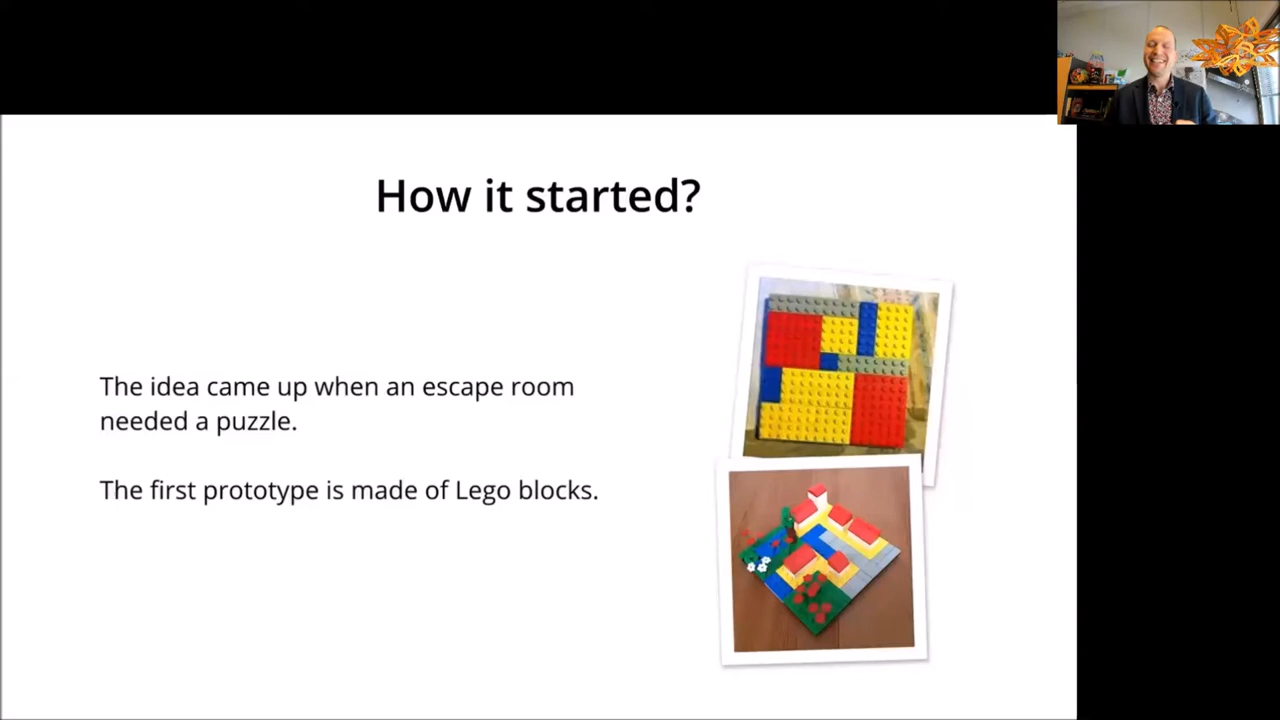 How it started?
The idea came up when an escape room
needed a puzzle.
The first prototype is made of Lego blocks.